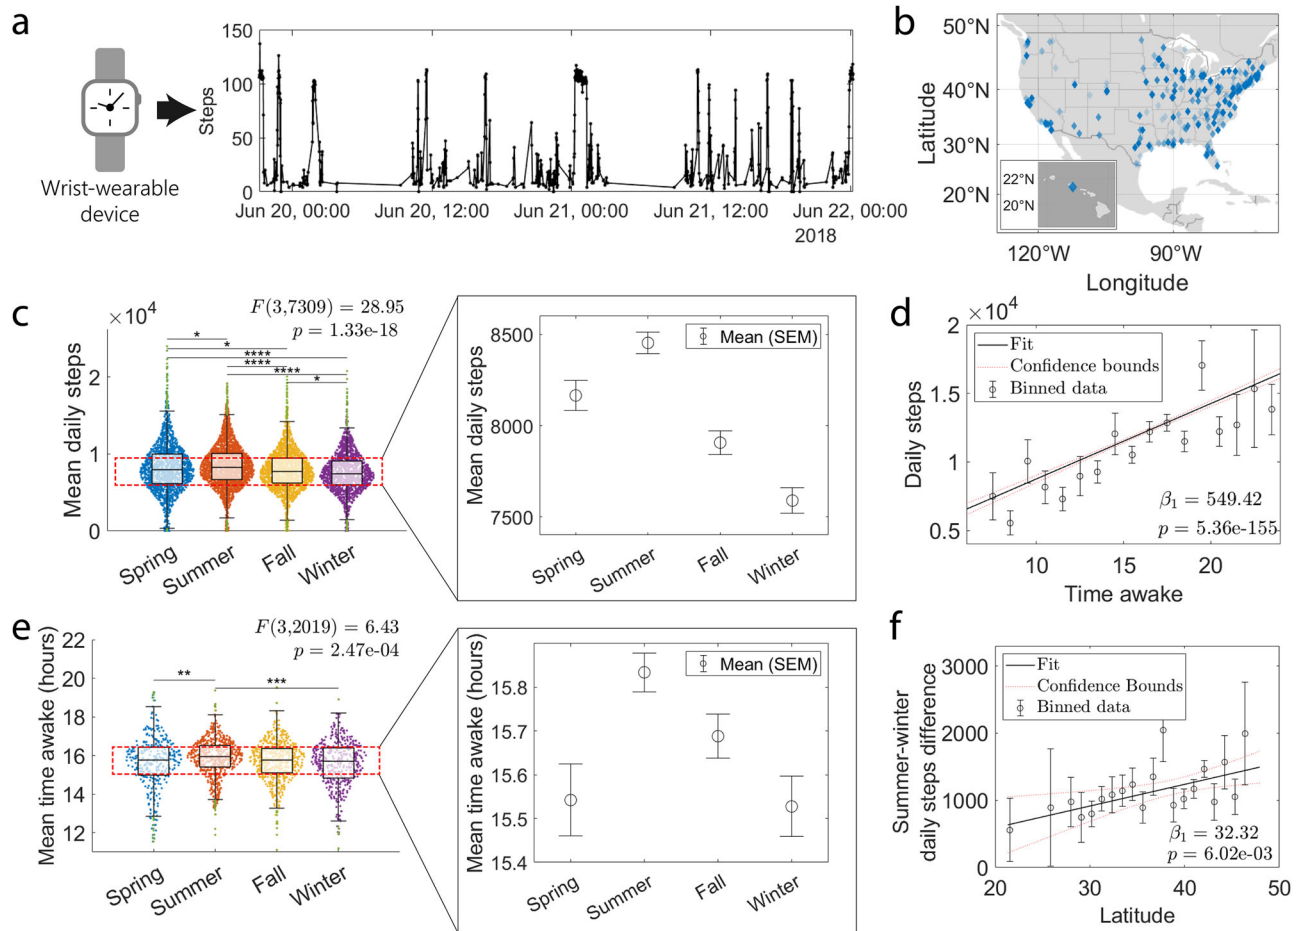 a
Wrist-wearable
device
Steps
150
100
50
0
Jun 20, 00:00 Jun 20, 12:00 Jun 21, 00:00 Jun 21, 12:00 Jun 22, 00:00
2018
b
Latitude
50°N
40°N
30°N
20°N
22°N
20°N
120°W 90°W
Longitude
c
×10⁴
F(3,7309) = 28.95
p = 1.33e-18
*
*
****
****
****
*
Mean daily steps
2
1
0
Spring Summer Fall Winter
Mean daily steps
8500
8000
7500
Mean (SEM)
Spring Summer Fall Winter
d
×10⁴
Daily steps
2
1.5
1
0.5
Fit
Confidence bounds
Binned data
β₁ = 549.42
p = 5.36e-155
10 15 20
Time awake
e
F(3,2019) = 6.43
p = 2.47e-04
** ***
Mean time awake (hours)
22
20
18
16
14
12
Spring Summer Fall Winter
Mean time awake (hours)
15.8
15.6
15.4
Mean (SEM)
Spring Summer Fall Winter
f
Summer-winter
daily steps difference
3000
2000
1000
0
Fit
Confidence Bounds
Binned data
β₁ = 32.32
p = 6.02e-03
20 30 40 50
Latitude